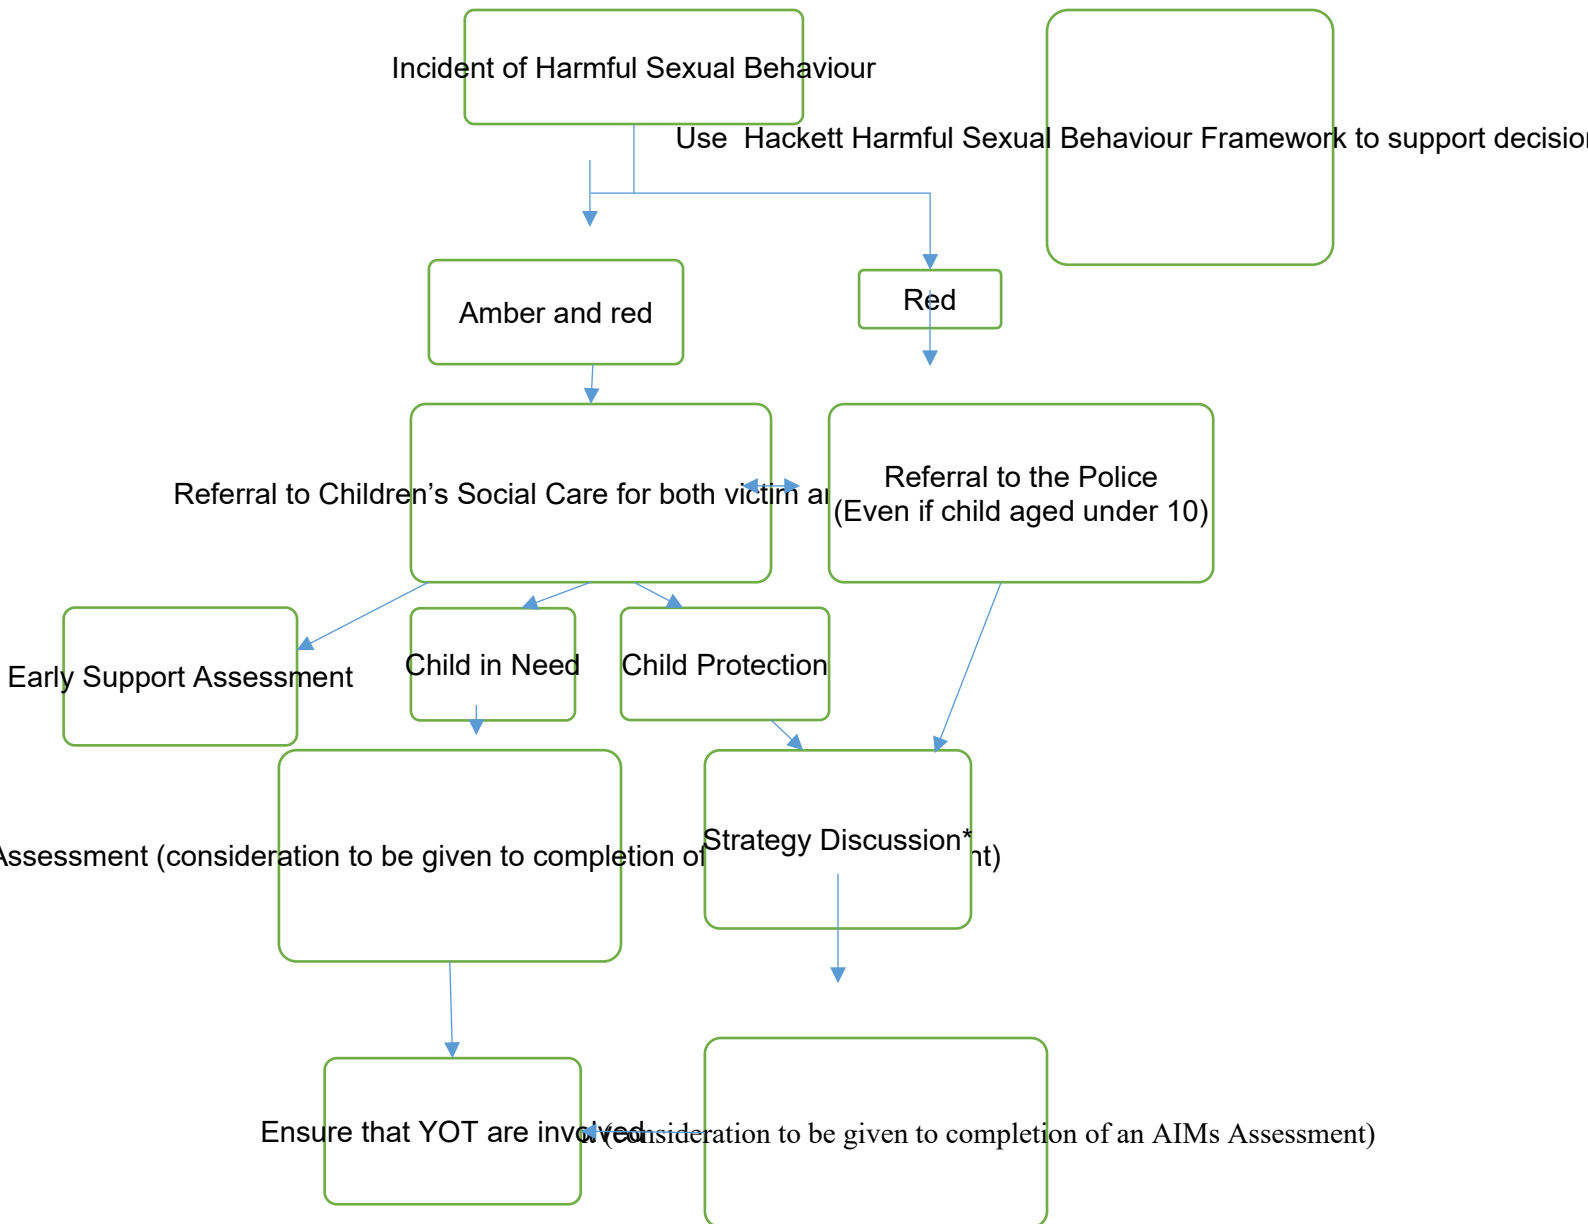 Incident of Harmful Sexual Behaviour
Use Hackett Harmful Sexual Behaviour Framework to support
Amber and red
Red
Referral to Children’s Social Care for both victim
Referral to the Police
(Even if child aged under 10)
Early Support Assessment
Child in Need
Child Protection
Assessment (consideration to be given to completion of
Strategy Discussion*
Ensure that YOT are involved
(consideration to be given to completion of an AIMs Assessment)